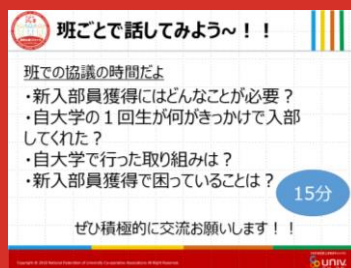 班ごとで話してみよう～！！
班での協議の時間だよ
・新入部員獲得にはどんなことが必要？
・自大学の１回生が何がきっかけで入部
してくれた？
・自大学で行った取り組みは？
・新入部員獲得で困っていることは？
15分
ぜひ積極的に交流お願いします！！
univ